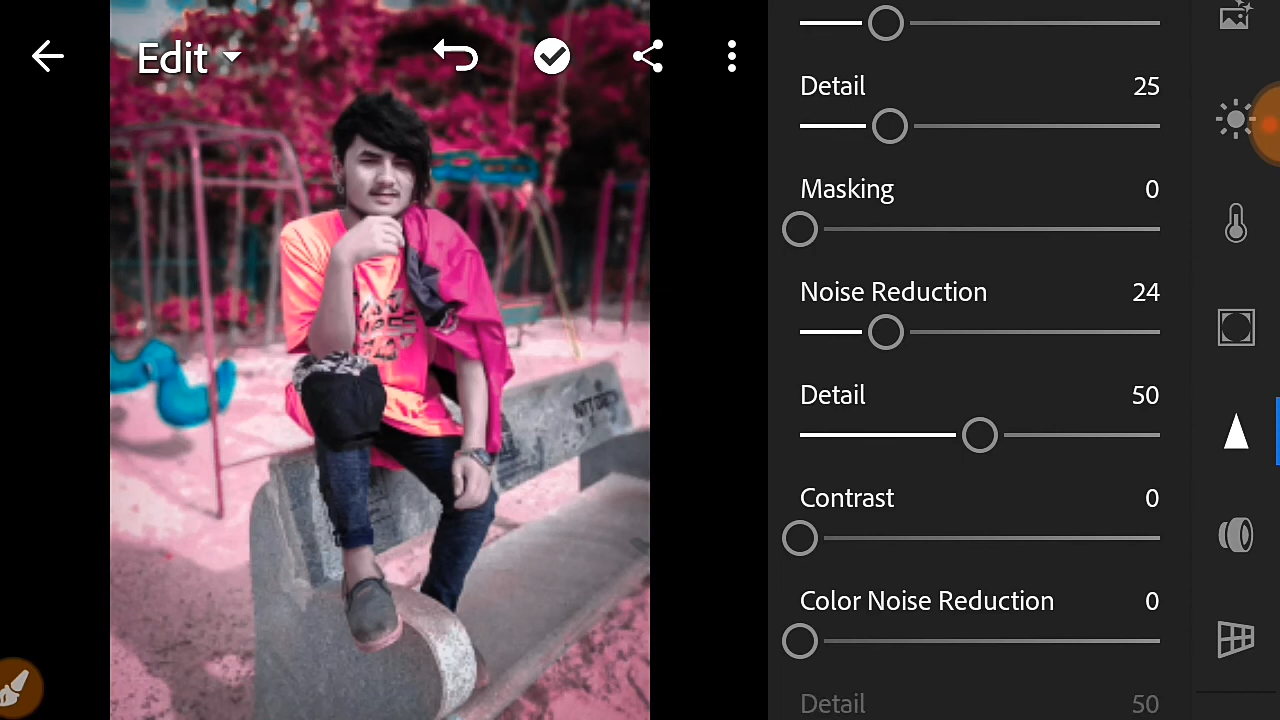 Edit
Detail 25
Masking 0
Noise Reduction 24
Detail 50
Contrast 0
Color Noise Reduction 0
Detail 50